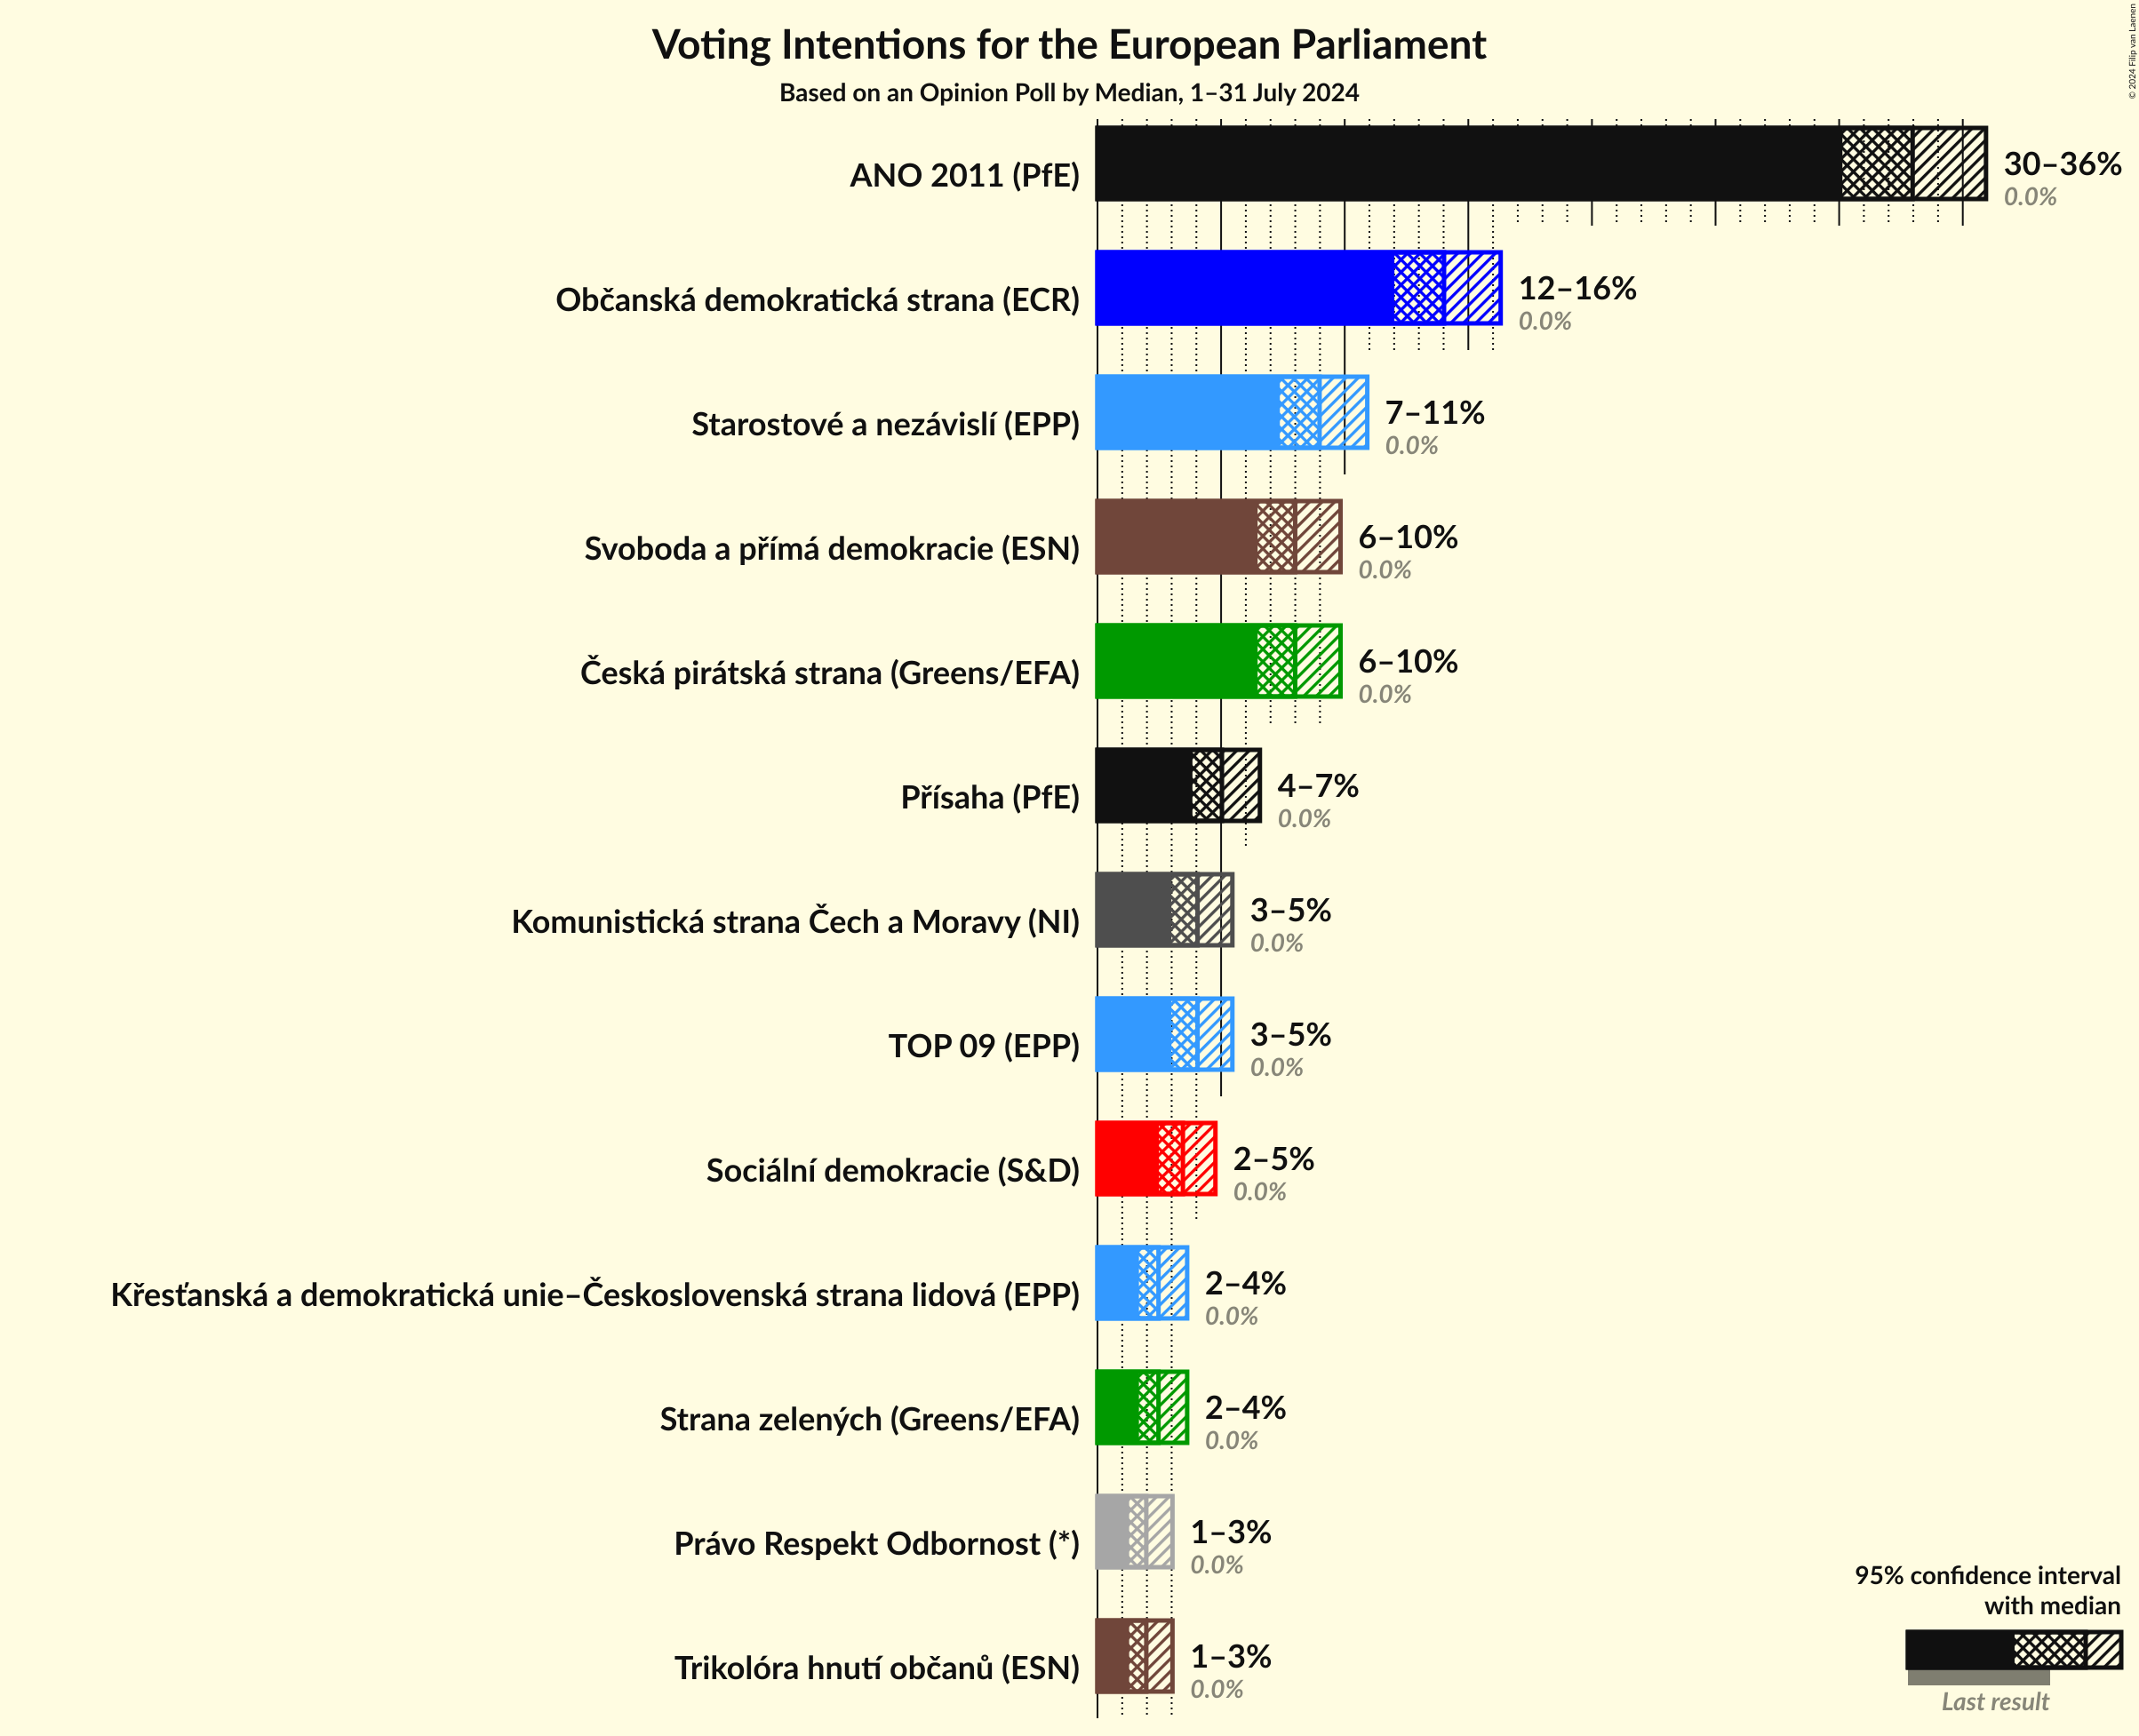 Voting Intentions for the European Parliament
Based on an Opinion Poll by Median, 1–31 July 2024
© 2024 Filip van Laenen
ANO 2011 (PfE)
30–36%
0.0%
Občanská demokratická strana (ECR)
12–16%
0.0%
Starostové a nezávislí (EPP)
7–11%
0.0%
Svoboda a přímá demokracie (ESN)
6–10%
0.0%
Česká pirátská strana (Greens/EFA)
6–10%
0.0%
Přísaha (PfE)
4–7%
0.0%
Komunistická strana Čech a Moravy (NI)
3–5%
0.0%
TOP 09 (EPP)
3–5%
0.0%
Sociální demokracie (S&D)
2–5%
0.0%
Křesťanská a demokratická unie–Československá strana lidová (EPP)
2–4%
0.0%
Strana zelených (Greens/EFA)
2–4%
0.0%
Právo Respekt Odbornost (*)
1–3%
0.0%
Trikolóra hnutí občanů (ESN)
1–3%
0.0%
95% confidence interval
with median
Last result